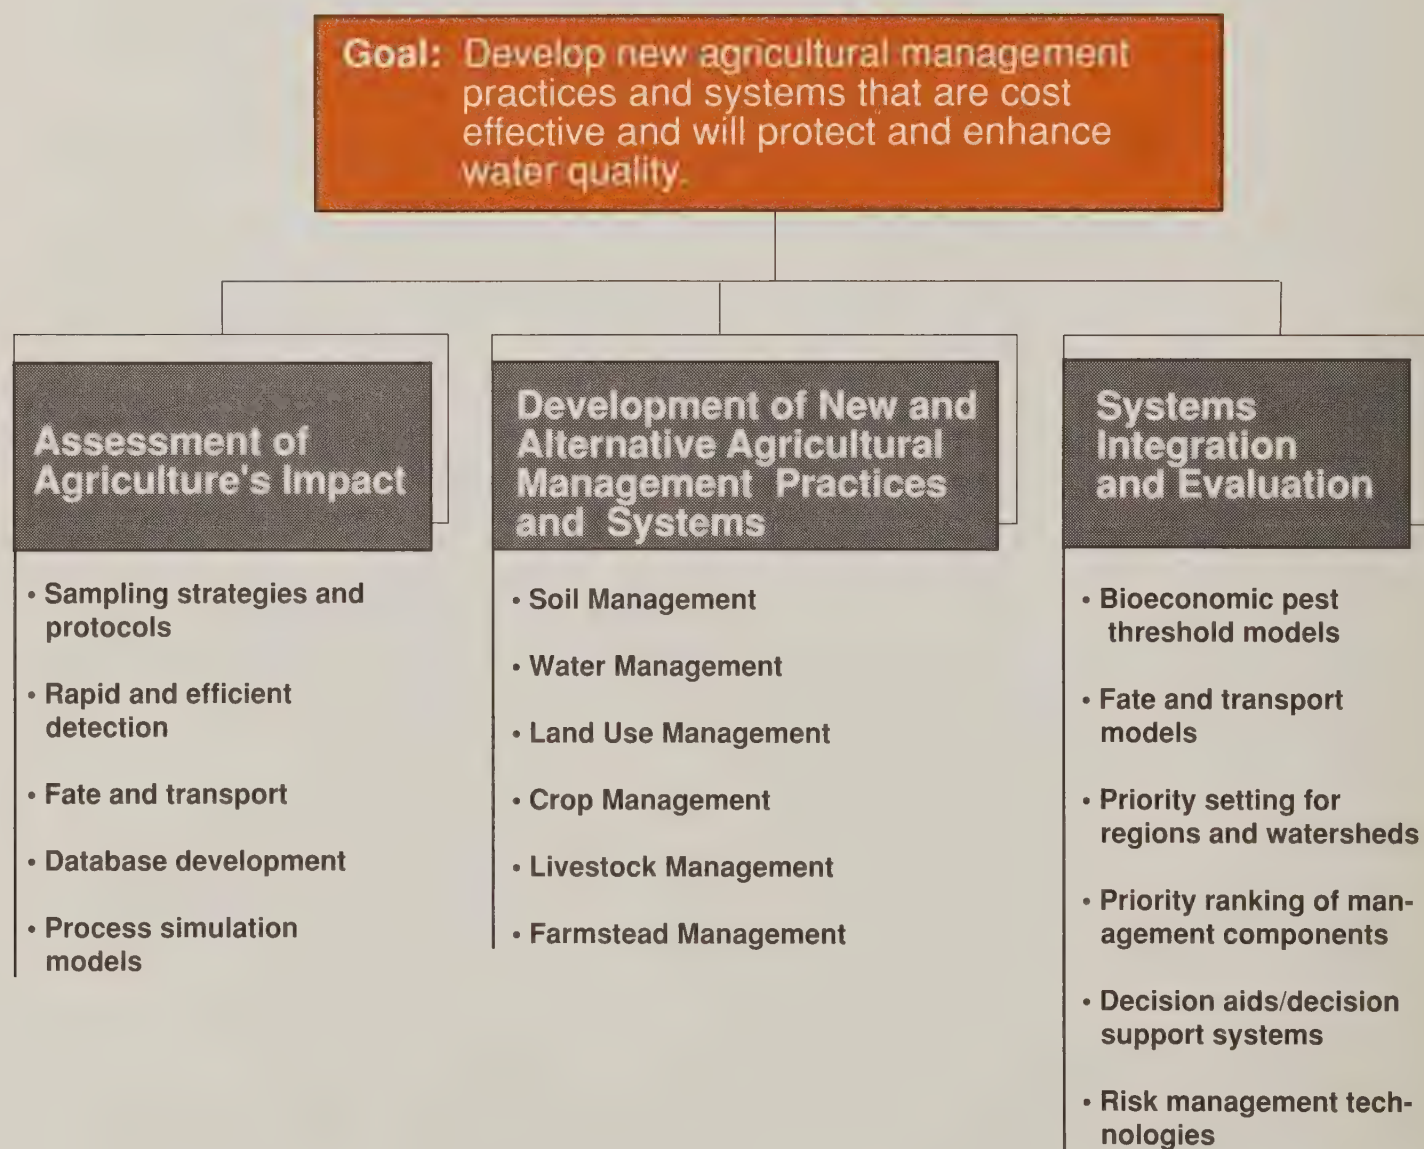 Goal: Develop new agricultural management
practices and systems that are cost
effective and will protect and enhance
water quality.
Assessment of
Agriculture's Impact
• Sampling strategies and
protocols
• Rapid and efficient
detection
• Fate and transport
• Database development
• Process simulation
models
Development of New and
Alternative Agricultural
Management Practices
and Systems
• Soil Management
• Water Management
• Land Use Management
• Crop Management
• Livestock Management
• Farmstead Management
Systems
Integration
and Evaluation
• Bioeconomic pest
threshold models
• Fate and transport
models
• Priority setting for
regions and watersheds
• Priority ranking of man-
agement components
• Decision aids/decision
support systems
• Risk management tech-
nologies